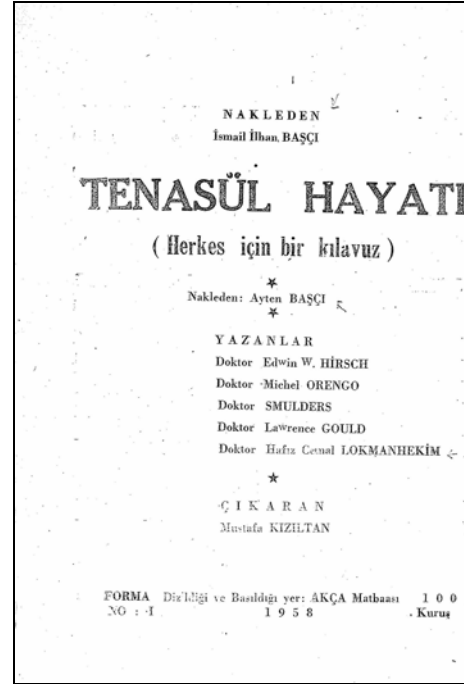 NAKLEDEN
İsmail İlhan BAŞÇI
TENASÜL HAYATI
( Herkes için bir kılavuz )
Nakleden: Ayten BAŞÇI
YAZANLAR
Doktor Edwin W. HİRSCH
Doktor Michel ORENGO
Doktor SMULDERS
Doktor Lawrence GOULD
Doktor Hafız Cemal LOKMANHEKİM
ÇIKARAN
Mustafa KIZILTAN
FORMA Dizildiği ve Basıldığı yer: AKÇA Matbaası 100
NO : I 1958 Kuruş